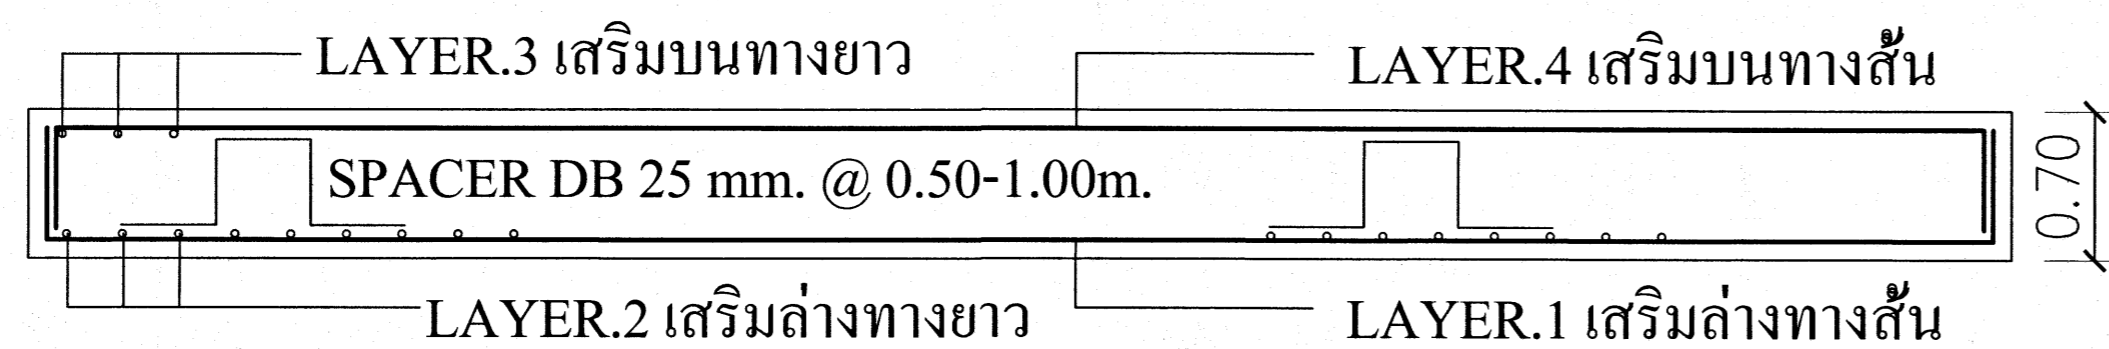 LAYER.3 เสริมบนทางยาว
LAYER.4 เสริมบนทางสั้น
SPACER DB 25 mm. @ 0.50-1.00m.
0.70
LAYER.2 เสริมล่างทางยาว
LAYER.1 เสริมล่างทางสั้น